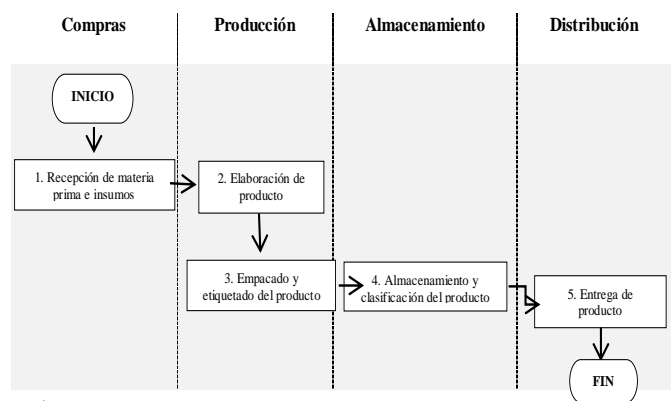 Compras
Producción
Almacenamiento
Distribución
INICIO
1. Recepción de materia
prima e insumos
2. Elaboración de
producto
3. Empacado y
etiquetado del producto
4. Almacenamiento y
clasificación del producto
5. Entrega de
producto
FIN